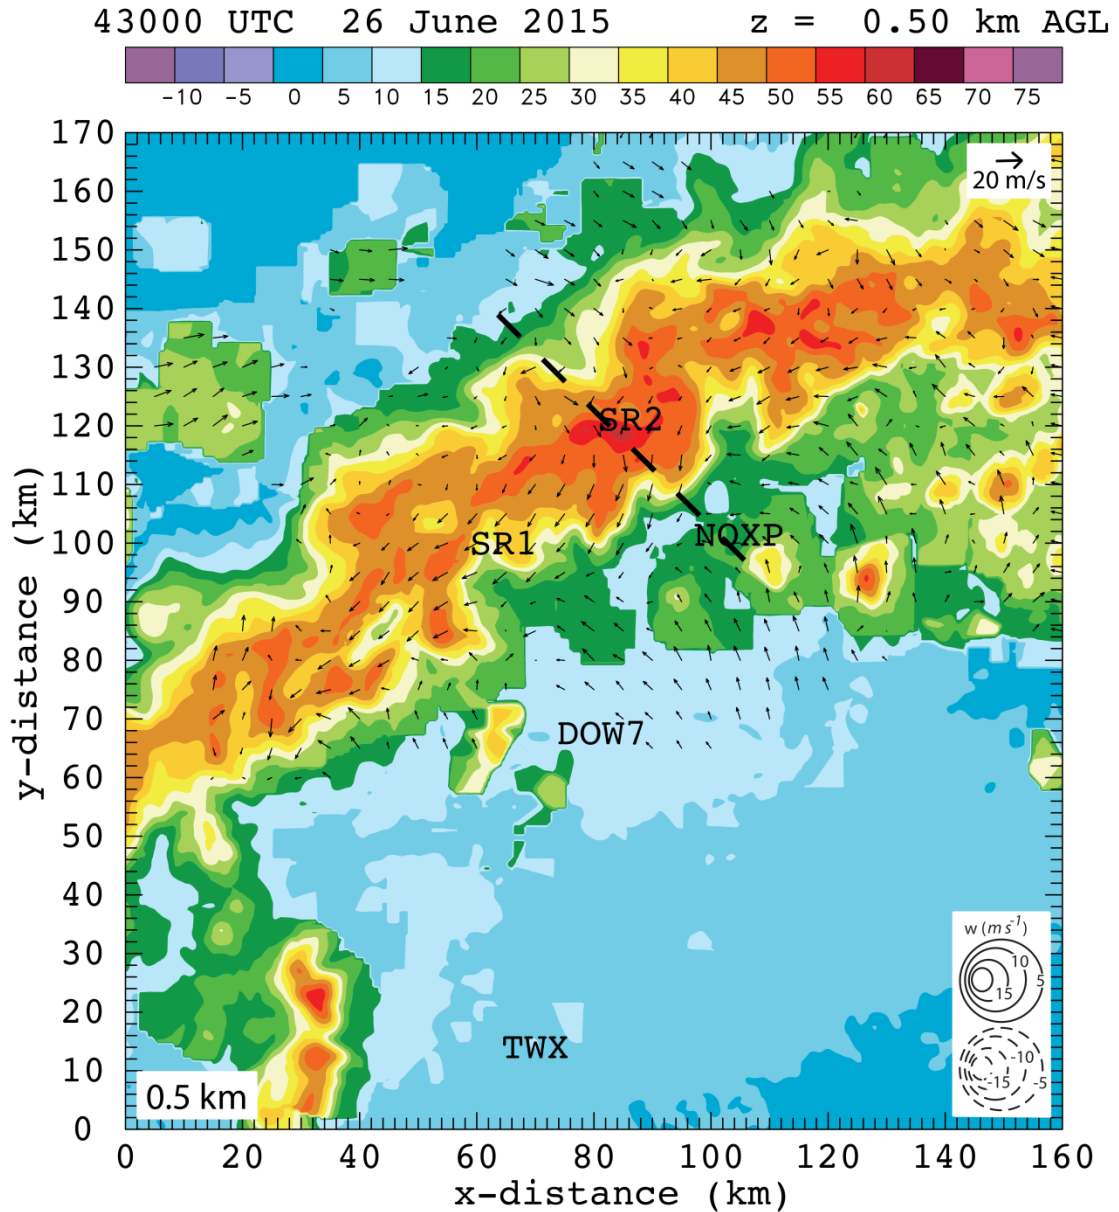 43000 UTC 26 June 2015 z = 0.50 km AGL
-10 -5 0 5 10 15 20 25 30 35 40 45 50 55 60 65 70 75
20 m/s
170
160
150
140
130
120
110
100
90
80
70
60
50
40
30
20
10
0
y-distance (km)
SR2
SR1
NQXP
DOW7
TWX
w (m s-1)
10
5
15
-10
-15
-5
0.5 km
0 20 40 60 80 100 120 140 160
x-distance (km)